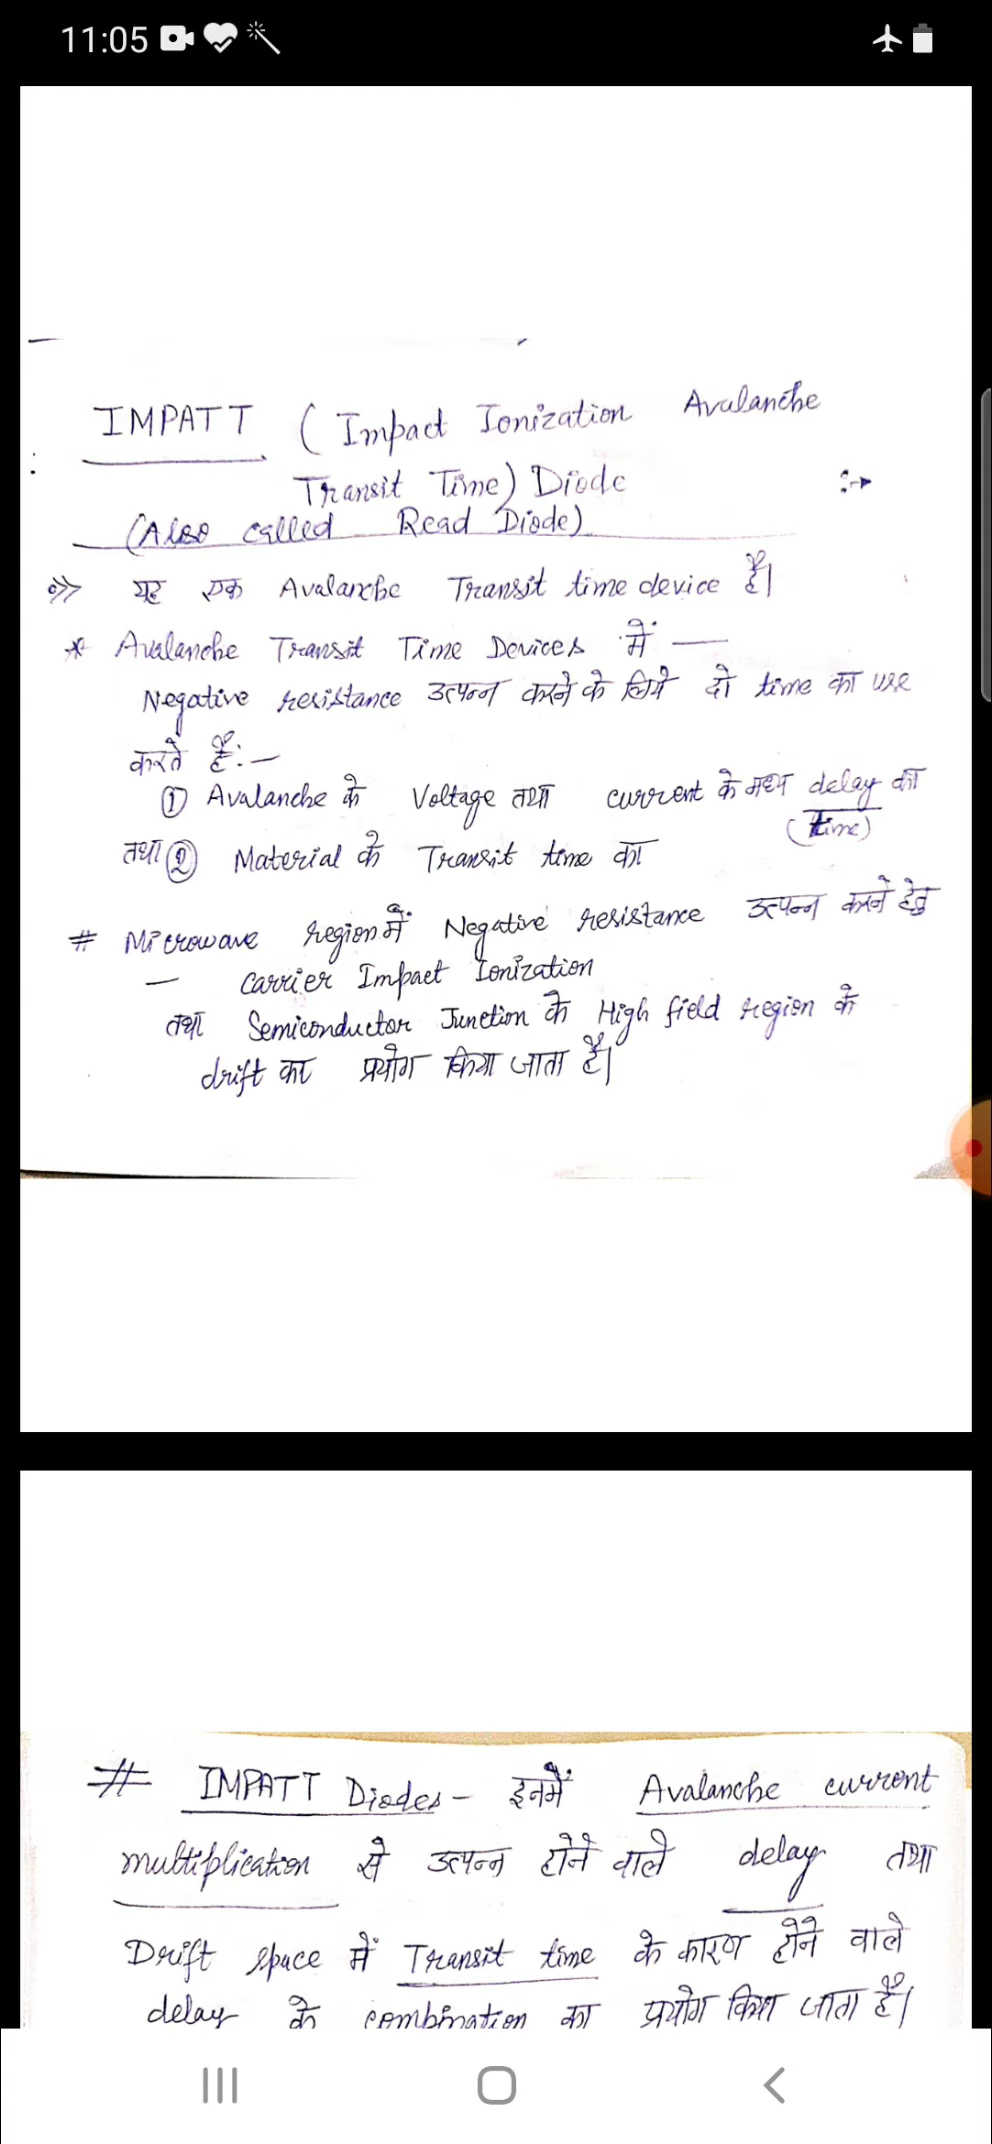 11:05
IMPATT (Impact Ionization Avalanche
Transit Time) Diode :→
(Also called Read Diode)
यह एक Avalanche Transit time device है।
* Avalanche Transit Time Devices में —
Negative resistance उत्पन्न करने के लिये दो time का use
करते हैं:—
① Avalanche के Voltage तथा current के मध्य delay का
(time)
तथा ② Material के Transit time का
# Microwave region में Negative resistance उत्पन्न करने हेतु
— Carrier Impact Ionization
तथा Semiconductor Junction के High field region के
drift का प्रयोग किया जाता है।
# IMPATT Diodes - इनमें Avalanche current
multiplication से उत्पन्न होने वाले delay तथा
Drift space में Transit time के कारण होने वाले
delay के combination का प्रयोग किया जाता है।